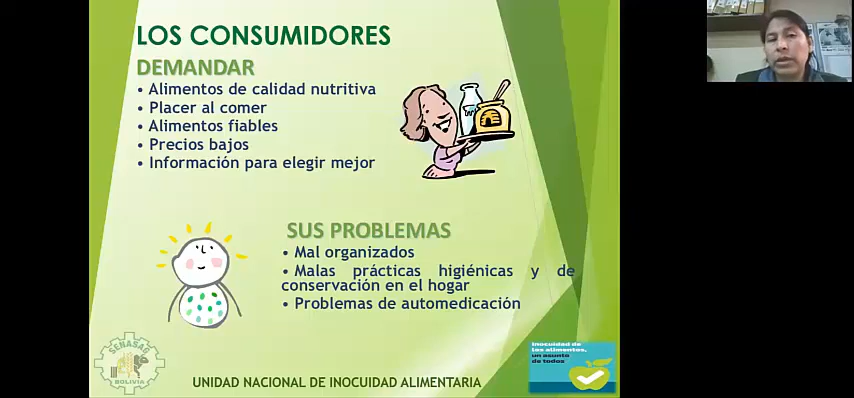 LOS CONSUMIDORES
DEMANDAR
• Alimentos de calidad nutritiva
• Placer al comer
• Alimentos fiables
• Precios bajos
• Información para elegir mejor
SUS PROBLEMAS
• Mal organizados
• Malas prácticas higiénicas y de
conservación en el hogar
• Problemas de automedicación
SENASAG
BOLIVIA
UNIDAD NACIONAL DE INOCUIDAD ALIMENTARIA
Inocuidad de
los alimentos,
un asunto
de todos